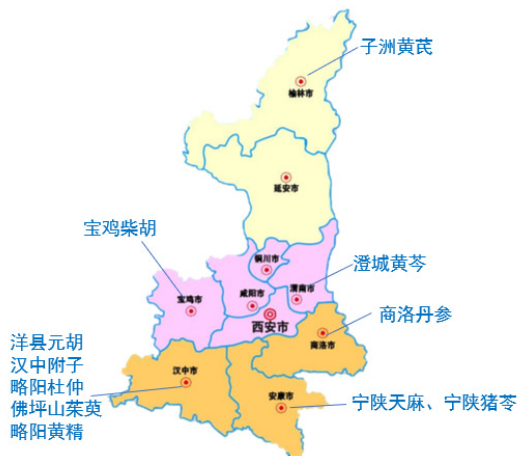 子洲黄芪
榆林市
延安市
宝鸡柴胡
铜川市
澄城黄芩
咸阳市
渭南市
宝鸡市
西安市
商洛丹参
商洛市
洋县元胡
汉中附子
略阳杜仲
佛坪山茱萸
略阳黄精
汉中市
安康市
宁陕天麻、宁陕猪苓